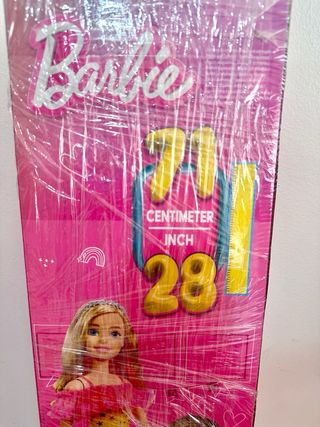 Barbie
71
CENTIMETER
INCH
28